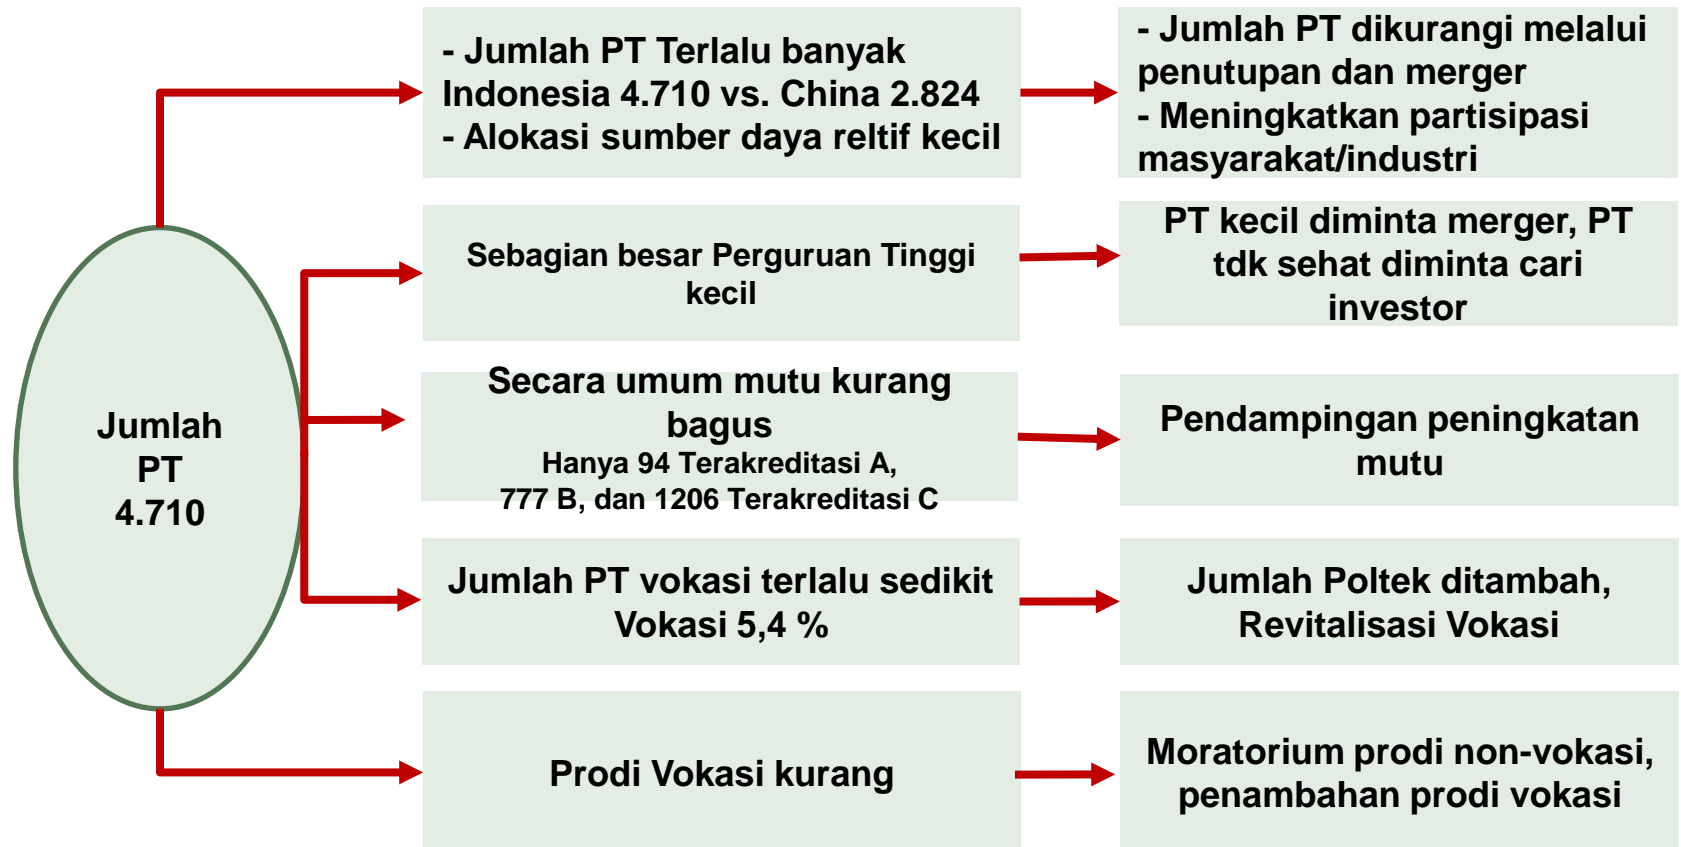 - Jumlah PT Terlalu banyak
Indonesia 4.710 vs. China 2.824
- Alokasi sumber daya reltif kecil
- Jumlah PT dikurangi melalui
penutupan dan merger
- Meningkatkan partisipasi
masyarakat/industri
Sebagian besar Perguruan Tinggi
kecil
PT kecil diminta merger, PT
tdk sehat diminta cari
investor
Jumlah
PT
4.710
Secara umum mutu kurang
bagus
Hanya 94 Terakreditasi A,
777 B, dan 1206 Terakreditasi C
Pendampingan peningkatan
mutu
Jumlah PT vokasi terlalu sedikit
Vokasi 5,4 %
Jumlah Poltek ditambah,
Revitalisasi Vokasi
Prodi Vokasi kurang
Moratorium prodi non-vokasi,
penambahan prodi vokasi